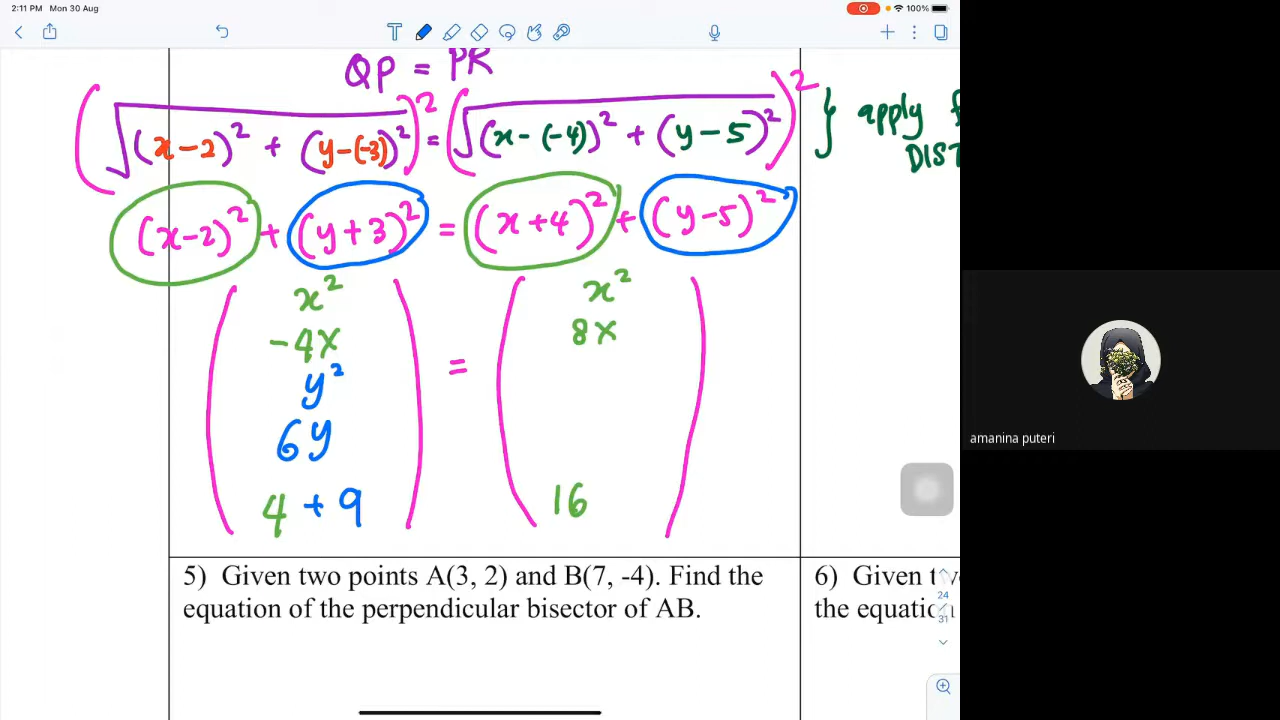 2:11 PM Mon 30 Aug
100%
QP = PR
(√((x-2)² + (y-(-3))²))² = (√((x-(-4))² + (y-5)²))² } apply
(x-2)² + (y+3)² = (x+4)² + (y-5)²
x² x²
-4x 8x
y² =
6y
4 + 9 16
5) Given two points A(3, 2) and B(7, -4). Find the
equation of the perpendicular bisector of AB.
6) Given
the
24
31
amanina puteri